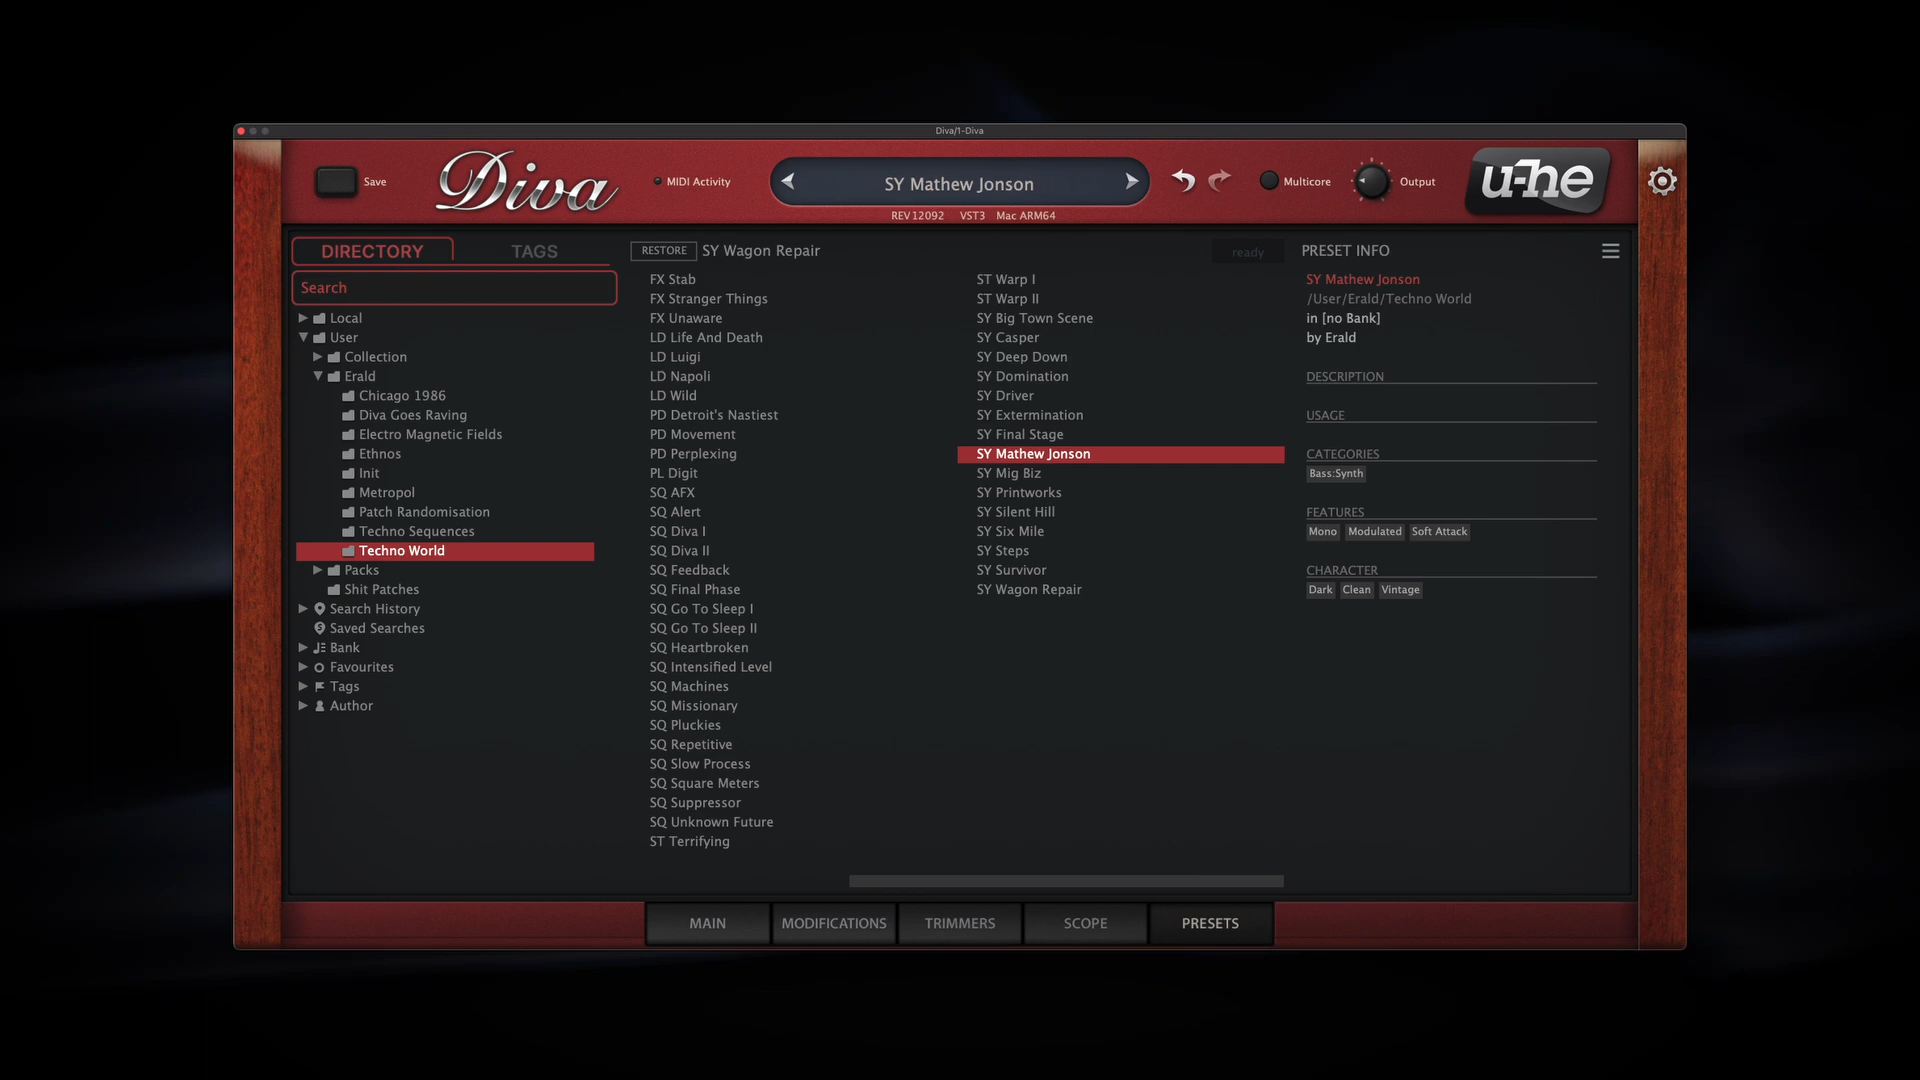 Diva/1-Diva
Save
Diva
MIDI Activity
SY Mathew Jonson
Multicore
Output
u-he
REV 12092 VST3 Mac ARM64
DIRECTORY
TAGS
Search
Local
User
Collection
Erald
Chicago 1986
Diva Goes Raving
Electro Magnetic Fields
Ethnos
Init
Metropol
Patch Randomisation
Techno Sequences
Techno World
Packs
Shit Patches
Search History
Saved Searches
Bank
Favourites
Tags
Author
RESTORE SY Wagon Repair
ready
FX Stab
FX Stranger Things
FX Unaware
LD Life And Death
LD Luigi
LD Napoli
LD Wild
PD Detroit's Nastiest
PD Movement
PD Perplexing
PL Digit
SQ AFX
SQ Alert
SQ Diva I
SQ Diva II
SQ Feedback
SQ Final Phase
SQ Go To Sleep I
SQ Go To Sleep II
SQ Heartbroken
SQ Intensified Level
SQ Machines
SQ Missionary
SQ Pluckies
SQ Repetitive
SQ Slow Process
SQ Square Meters
SQ Suppressor
SQ Unknown Future
ST Terrifying
ST Warp I
ST Warp II
SY Big Town Scene
SY Casper
SY Deep Down
SY Domination
SY Driver
SY Extermination
SY Final Stage
SY Mathew Jonson
SY Mig Biz
SY Printworks
SY Silent Hill
SY Six Mile
SY Steps
SY Survivor
SY Wagon Repair
PRESET INFO
SY Mathew Jonson
/User/Erald/Techno World
in [no Bank]
by Erald
DESCRIPTION
USAGE
CATEGORIES
Bass:Synth
FEATURES
Mono Modulated Soft Attack
CHARACTER
Dark Clean Vintage
MAIN
MODIFICATIONS
TRIMMERS
SCOPE
PRESETS